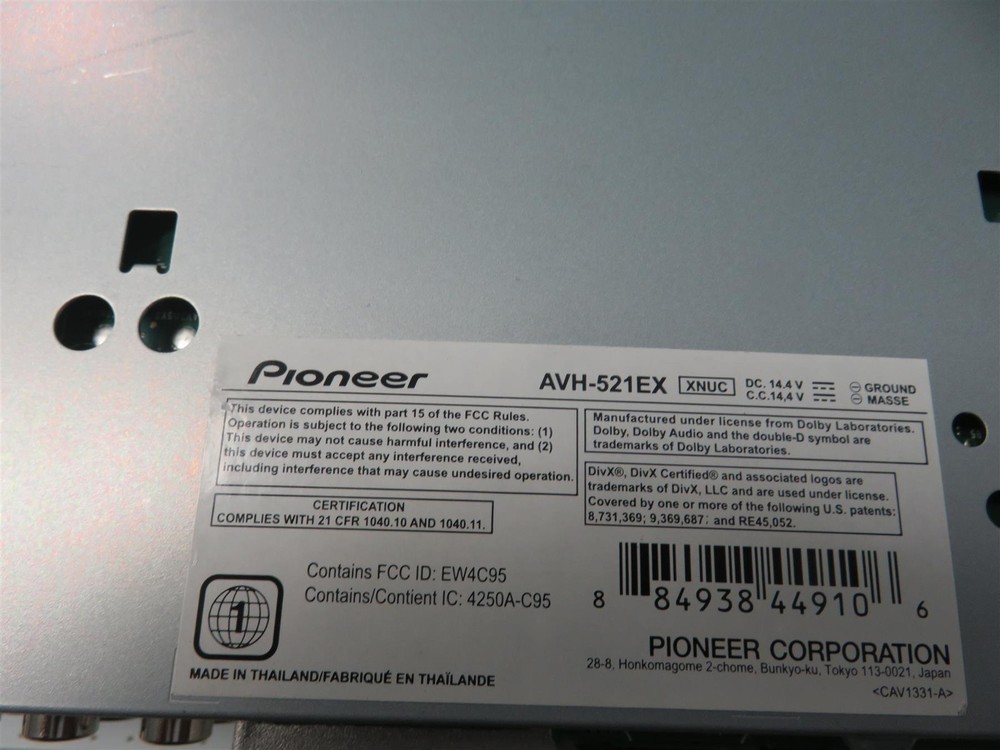 Pioneer
AVH-521EX XNUC DC. 14.4 V GROUND
C.C.14,4 V MASSE
This device complies with part 15 of the FCC Rules.
Operation is subject to the following two conditions: (1)
This device may not cause harmful interference, and (2)
this device must accept any interference received,
including interference that may cause undesired operation.
Manufactured under license from Dolby Laboratories.
Dolby, Dolby Audio and the double-D symbol are
trademarks of Dolby Laboratories.
DivX®, DivX Certified® and associated logos are
trademarks of DivX, LLC and are used under license.
Covered by one or more of the following U.S. patents:
8,731,369; 9,369,687; and RE45,052.
CERTIFICATION
COMPLIES WITH 21 CFR 1040.10 AND 1040.11.
Contains FCC ID: EW4C95
Contains/Contient IC: 4250A-C95
1
8 84938 44910 6
PIONEER CORPORATION
28-8, Honkomagome 2-chome, Bunkyo-ku, Tokyo 113-0021, Japan
MADE IN THAILAND/FABRIQUÉ EN THAÏLANDE
<CAV1331-A>